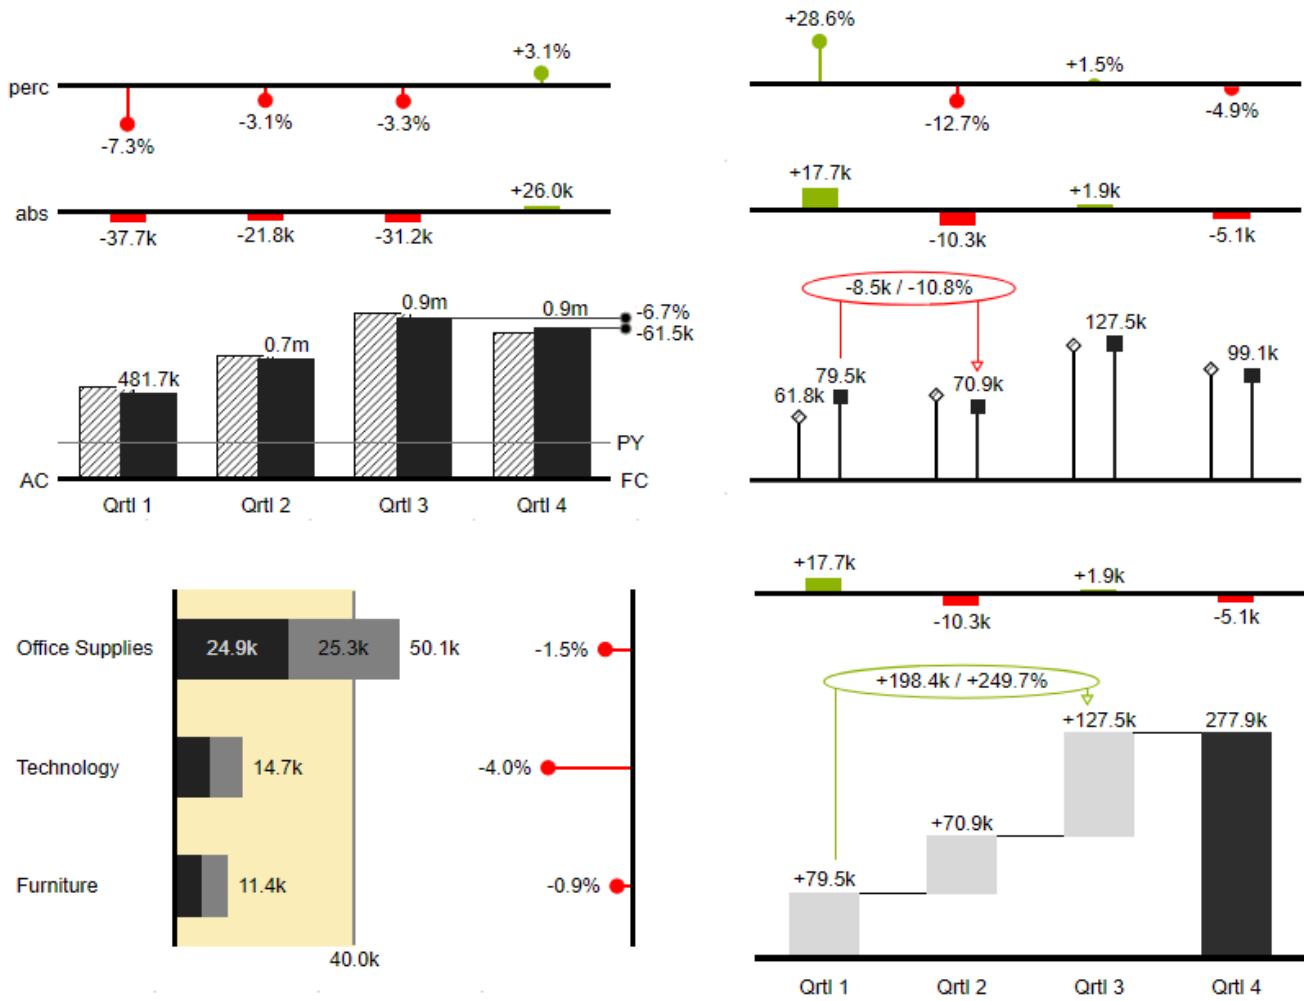 +3.1%
perc
-7.3%
-3.1%
-3.3%
+26.0k
abs
-37.7k
-21.8k
-31.2k
0.9m
0.9m
-6.7%
-61.5k
0.7m
481.7k
PY
AC
FC
Qrtl 1
Qrtl 2
Qrtl 3
Qrtl 4
+28.6%
+1.5%
-12.7%
-4.9%
+17.7k
+1.9k
-10.3k
-5.1k
-8.5k / -10.8%
127.5k
99.1k
79.5k
70.9k
61.8k
Office Supplies
24.9k
25.3k
50.1k
-1.5%
Technology
14.7k
-4.0%
Furniture
11.4k
-0.9%
40.0k
+17.7k
+1.9k
-10.3k
-5.1k
+198.4k / +249.7%
+127.5k
277.9k
+70.9k
+79.5k
Qrtl 1
Qrtl 2
Qrtl 3
Qrtl 4